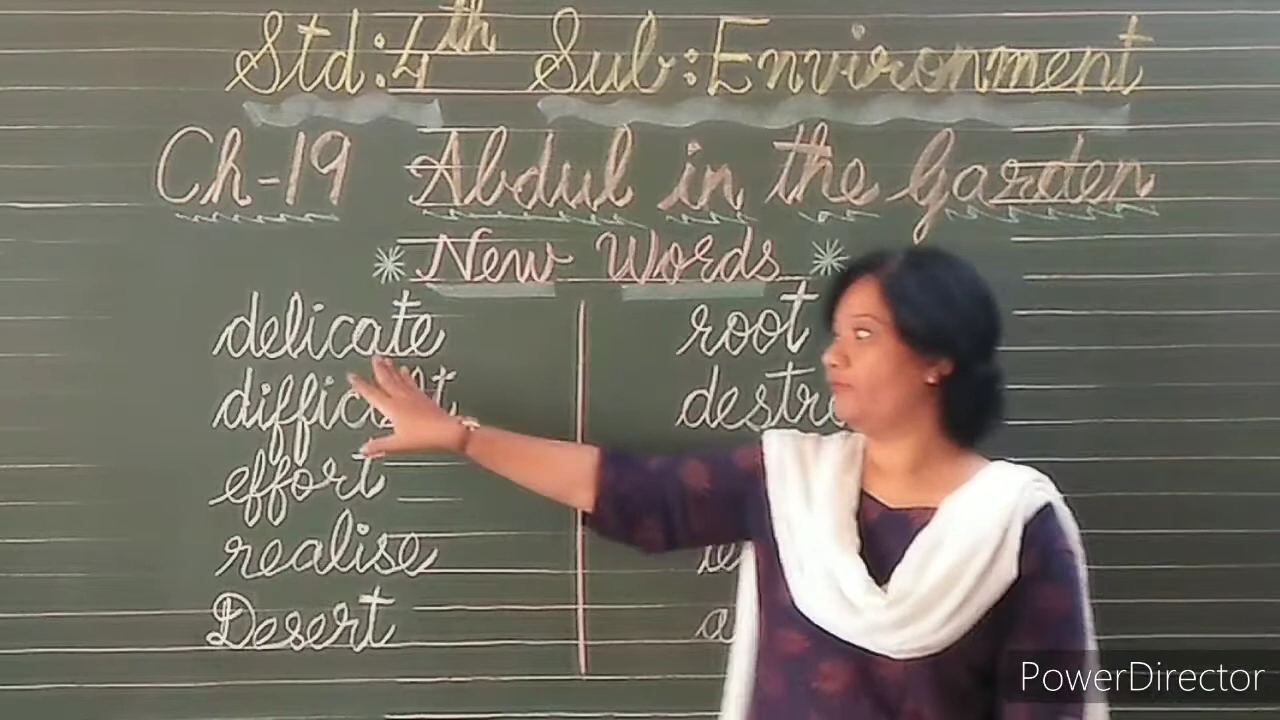 Std:4th Sub:Environment
Ch-19 Abdul in the Garden
New Words
delicate
difficult
effort
realise
Desert
root
PowerDirector